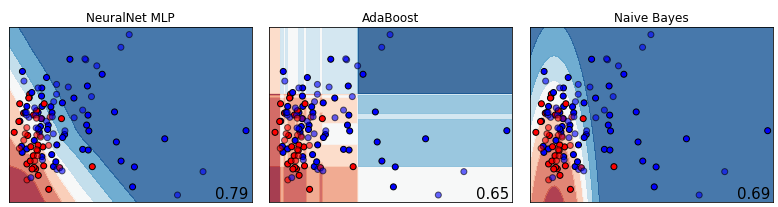 NeuralNet MLP
AdaBoost
Naive Bayes
0.79
0.65
0.69